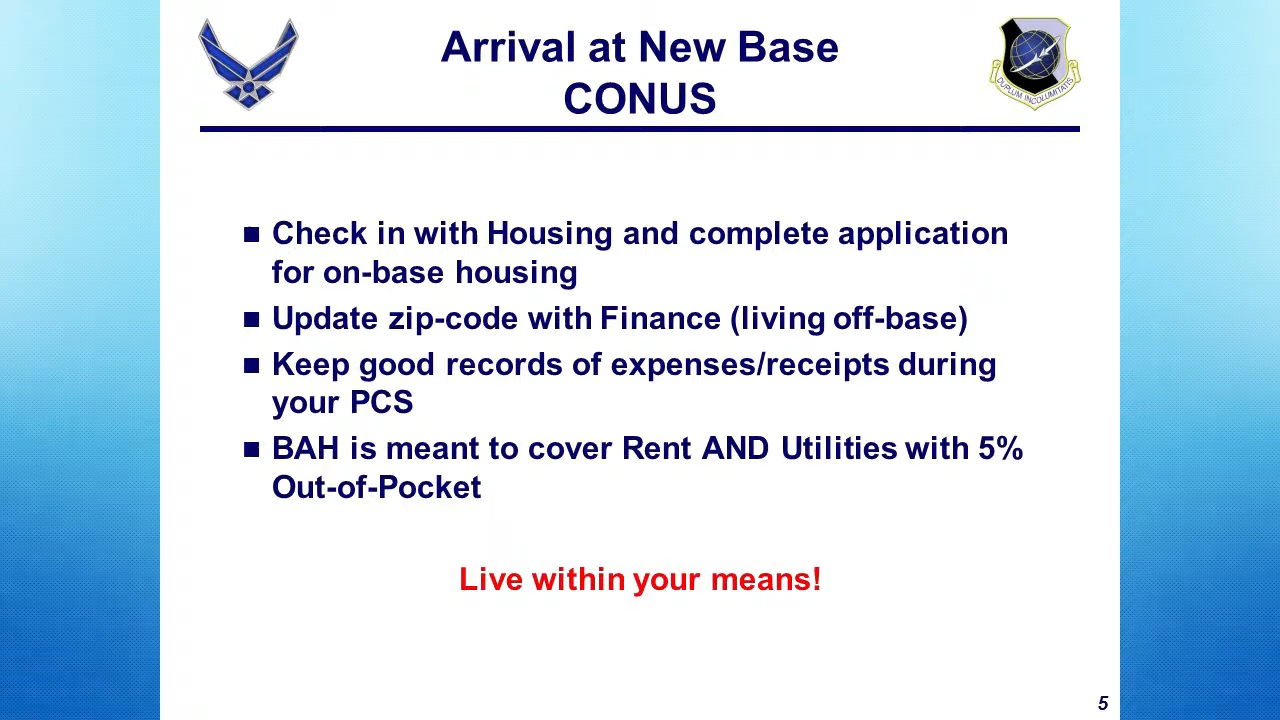 Arrival at New Base
CONUS
DUPLUM INCOLUMITATIS
■ Check in with Housing and complete application
for on-base housing
■ Update zip-code with Finance (living off-base)
■ Keep good records of expenses/receipts during
your PCS
■ BAH is meant to cover Rent AND Utilities with 5%
Out-of-Pocket
Live within your means!
5